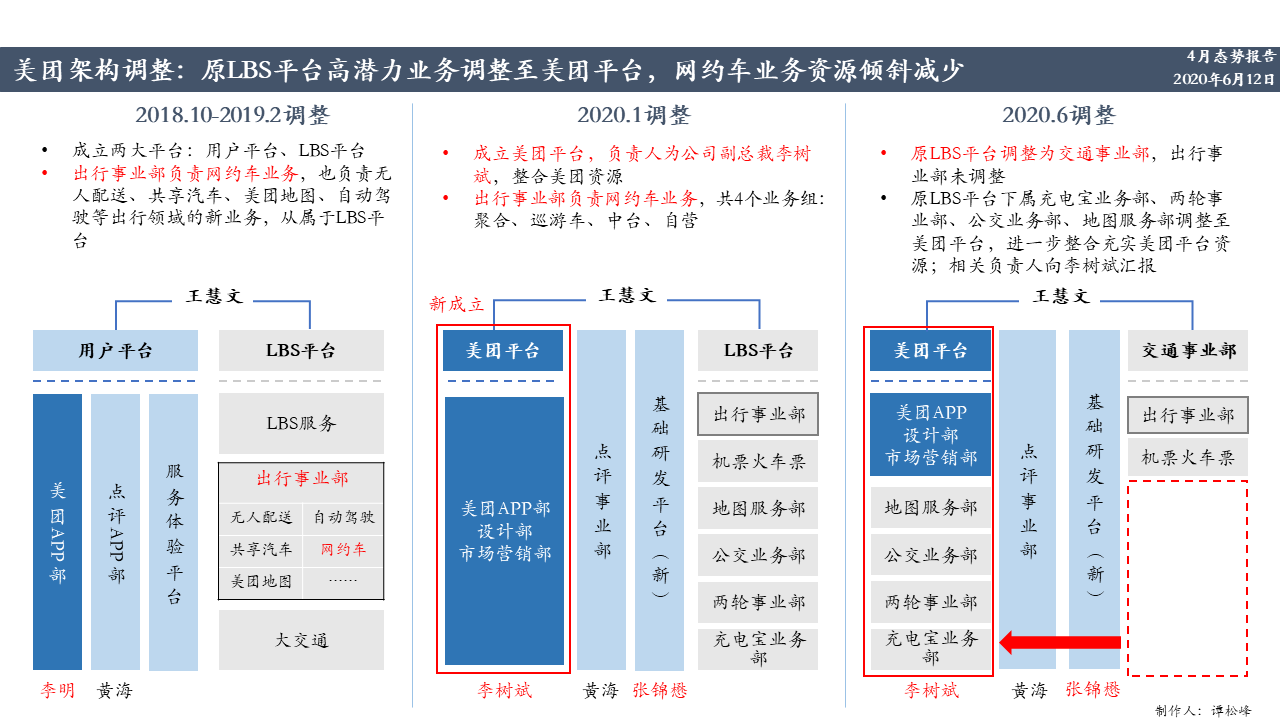 美团架构调整：原LBS平台高潜力业务调整至美团平台，网约车业务资源倾斜减少
4月态势报告
2020年6月12日
2018.10-2019.2调整
• 成立两大平台：用户平台、LBS平台
• 出行事业部负责网约车业务，也负责无
人配送、共享汽车、美团地图、自动驾
驶等出行领域的新业务，从属于LBS平
台
王慧文
用户平台
LBS平台
美团APP部
点评APP部
服务体验平台
LBS服务
出行事业部
无人配送 自动驾驶
共享汽车 网约车
美团地图 ……
大交通
李明
黄海
2020.1调整
• 成立美团平台，负责人为公司副总裁李树
斌，整合美团资源
• 出行事业部负责网约车业务，共4个业务组：
聚合、巡游车、中台、自营
新成立
王慧文
美团平台
LBS平台
美团APP部
设计部
市场营销部
点评事业部
基础研发平台（新）
出行事业部
机票火车票
地图服务部
公交业务部
两轮事业部
充电宝业务
部
李树斌
黄海
张锦懋
2020.6调整
• 原LBS平台调整为交通事业部，出行事
业部未调整
• 原LBS平台下属充电宝业务部、两轮事
业部、公交业务部、地图服务部调整至
美团平台，进一步整合充实美团平台资
源；相关负责人向李树斌汇报
王慧文
美团平台
交通事业部
美团APP
设计部
市场营销部
地图服务部
公交业务部
两轮事业部
充电宝业务
部
点评事业部
基础研发平台（新）
出行事业部
机票火车票
李树斌
黄海
张锦懋
制作人：谭松峰